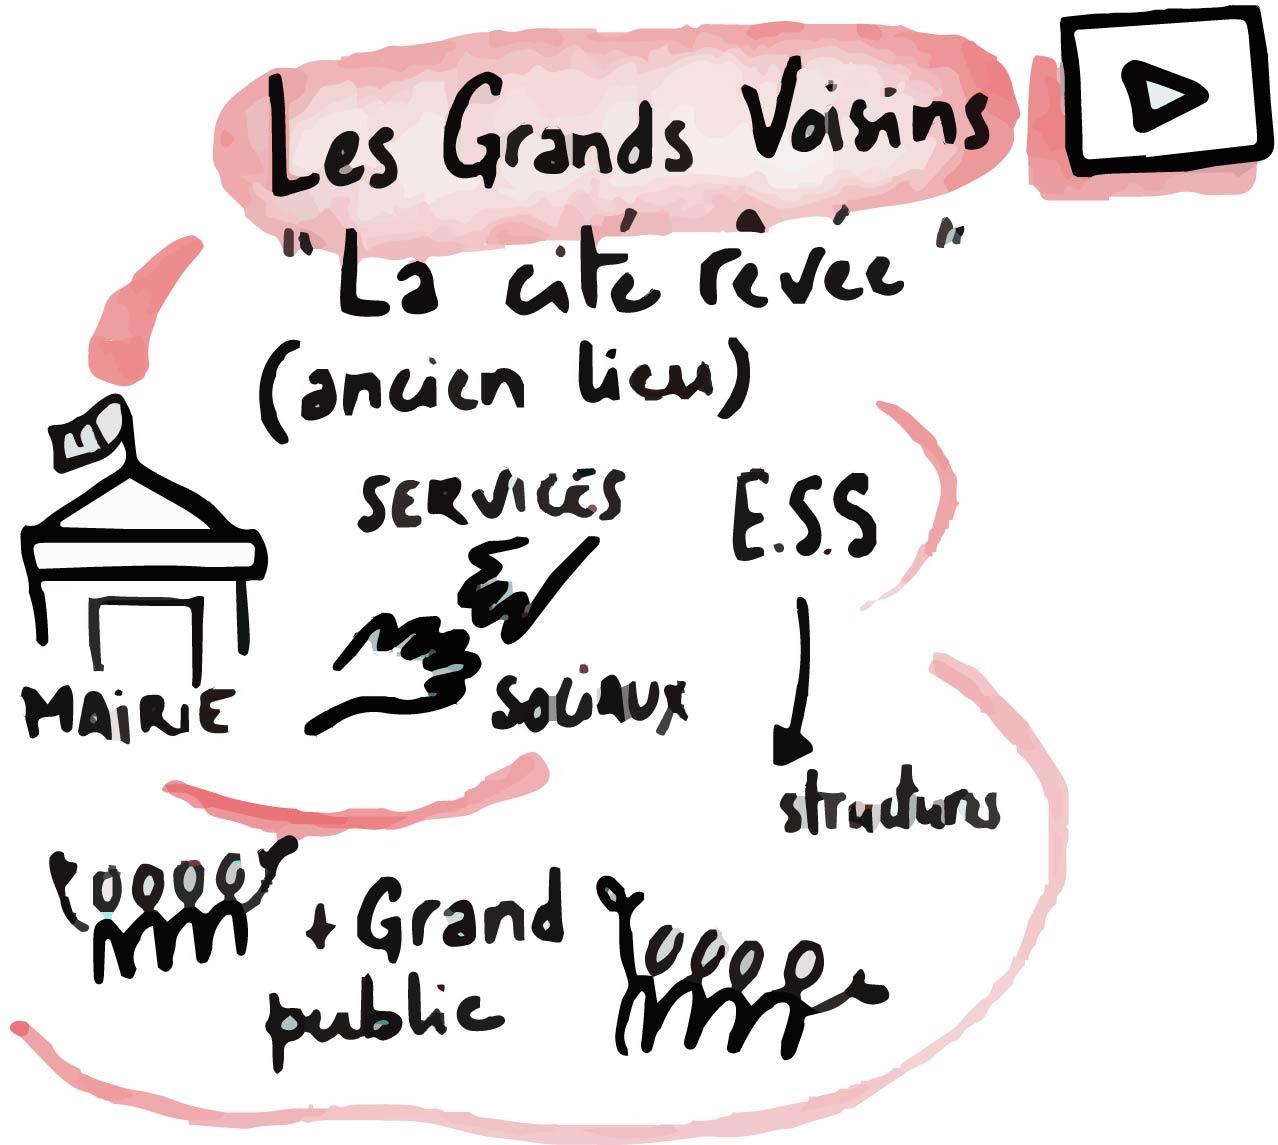 Les Grands Voisins
"La cité rêvée"
(ancien lieu)
SERVICES
E.S.S
MAiRiE
SOCiAUX
structures
+ Grand
public